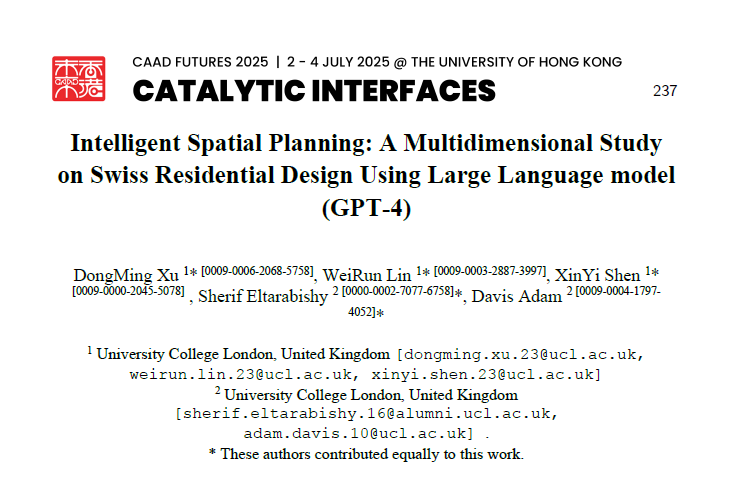 CAAD FUTURES 2025 | 2 - 4 JULY 2025 @ THE UNIVERSITY OF HONG KONG
CATALYTIC INTERFACES
237
Intelligent Spatial Planning: A Multidimensional Study
on Swiss Residential Design Using Large Language model
(GPT-4)
DongMing Xu 1* [0009-0006-2068-5758], WeiRun Lin 1* [0009-0003-2887-3997], XinYi Shen 1*
[0009-0000-2045-5078] , Sherif Eltarabishy 2 [0000-0002-7077-6758]*, Davis Adam 2 [0009-0004-1797-
4052]*
1 University College London, United Kingdom [dongming.xu.23@ucl.ac.uk,
weirun.lin.23@ucl.ac.uk, xinyi.shen.23@ucl.ac.uk]
2 University College London, United Kingdom
[sherif.eltarabishy.16@alumni.ucl.ac.uk,
adam.davis.10@ucl.ac.uk] .
* These authors contributed equally to this work.